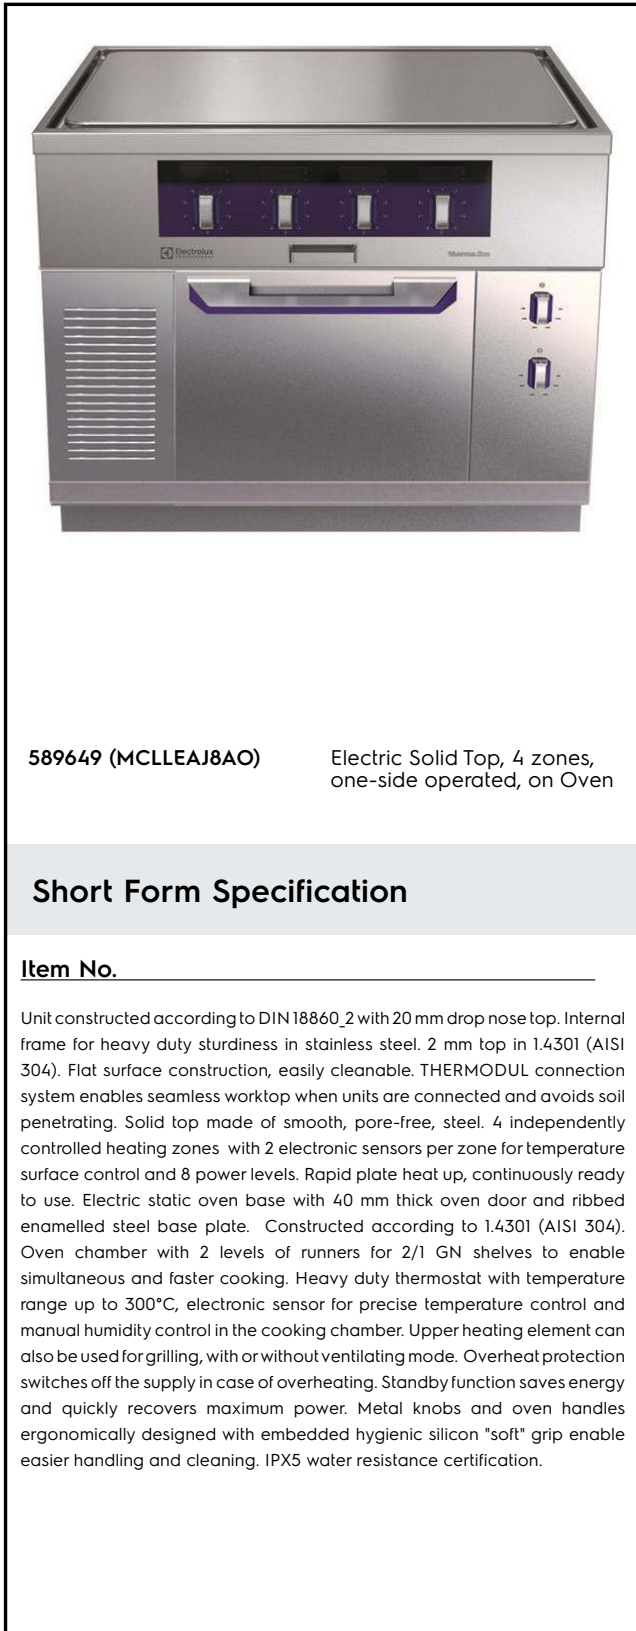 Electrolux
PROFESSIONAL
589649 (MCLLEAJ8AO)
Electric Solid Top, 4 zones,
one-side operated, on Oven
Short Form Specification
Item No.
Unit constructed according to DIN 18860_2 with 20 mm drop nose top. Internal
frame for heavy duty sturdiness in stainless steel. 2 mm top in 1.4301 (AISI
304). Flat surface construction, easily cleanable. THERMODUL connection
system enables seamless worktop when units are connected and avoids soil
penetrating. Solid top made of smooth, pore-free, steel. 4 independently
controlled heating zones with 2 electronic sensors per zone for temperature
surface control and 8 power levels. Rapid plate heat up, continuously ready
to use. Electric static oven base with 40 mm thick oven door and ribbed
enamelled steel base plate. Constructed according to 1.4301 (AISI 304).
Oven chamber with 2 levels of runners for 2/1 GN shelves to enable
simultaneous and faster cooking. Heavy duty thermostat with temperature
range up to 300°C, electronic sensor for precise temperature control and
manual humidity control in the cooking chamber. Upper heating element can
also be used for grilling, with or without ventilating mode. Overheat protection
switches off the supply in case of overheating. Standby function saves energy
and quickly recovers maximum power. Metal knobs and oven handles
ergonomically designed with embedded hygienic silicon "soft" grip enable
easier handling and cleaning. IPX5 water resistance certification.